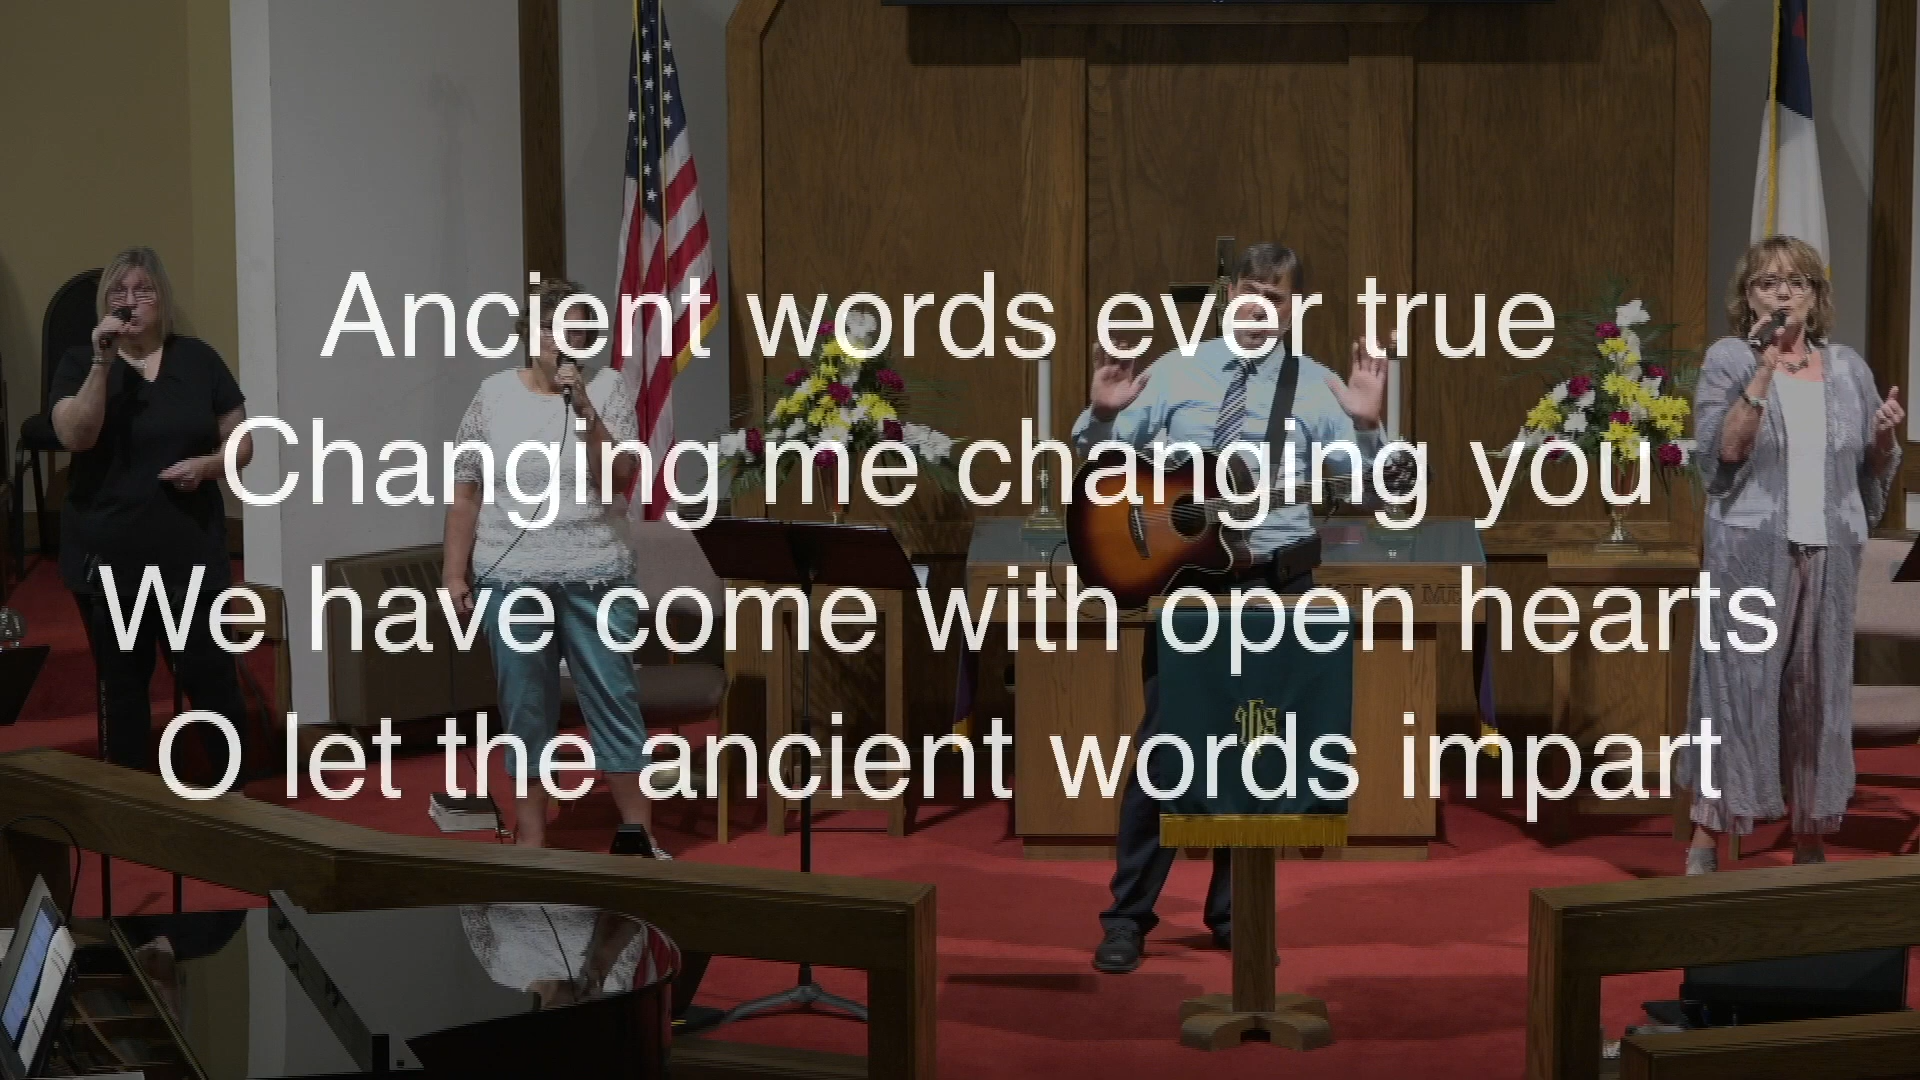 Ancient words ever true
Changing me changing you
We have come with open hearts
O let the ancient words impart
IHS